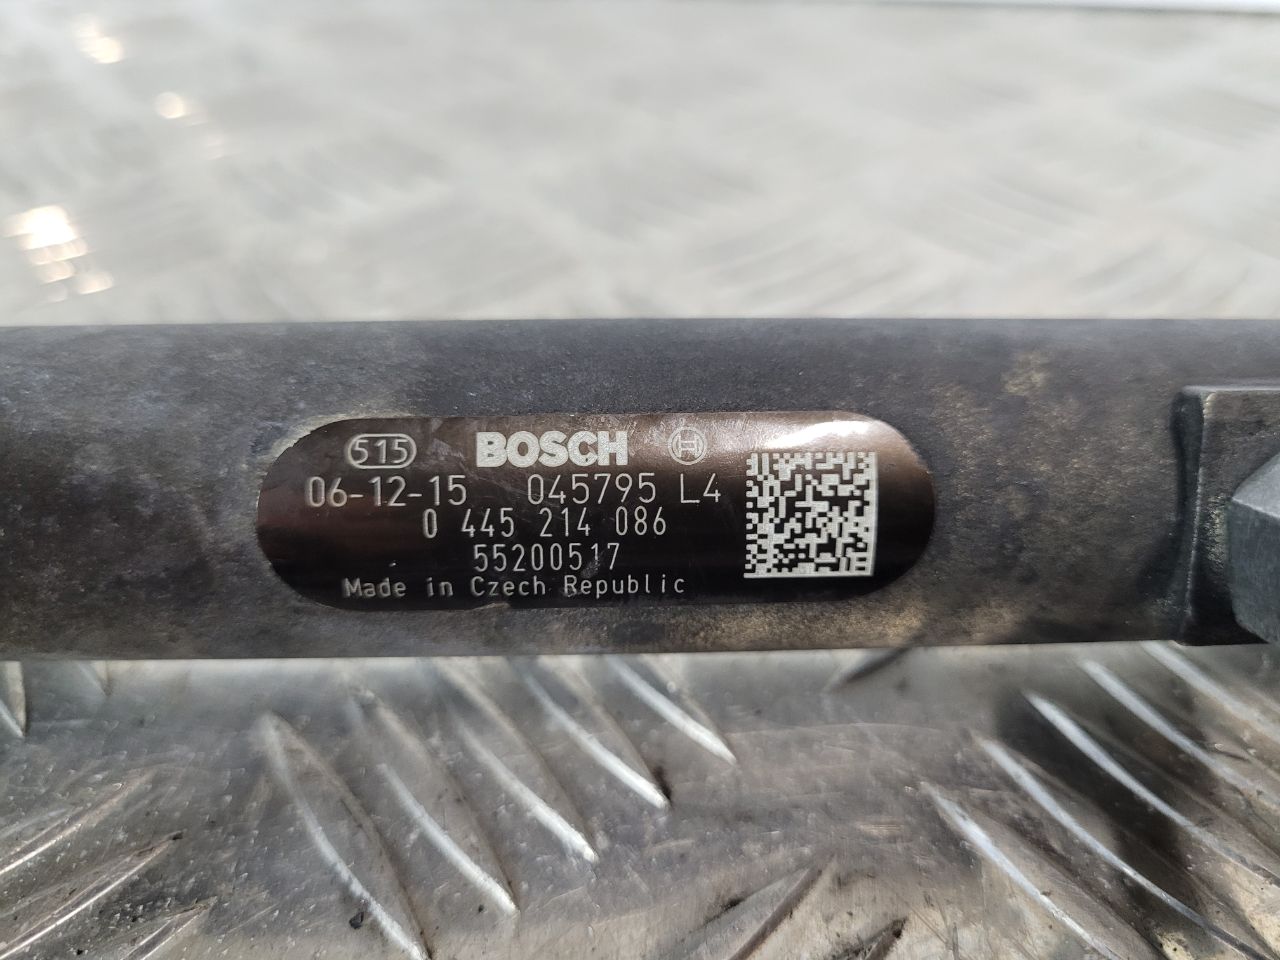 515 BOSCH
06-12-15 045795 L4
0 445 214 086
55200517
Made in Czech Republic